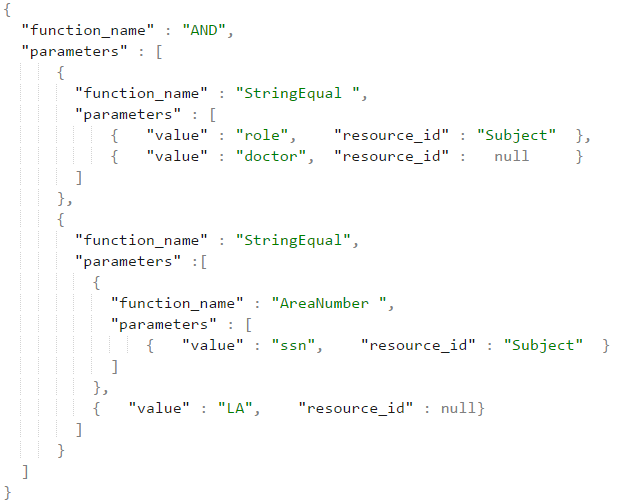 {
  "function_name" : "AND",
  "parameters" : [
      {
        "function_name" : "StringEqual ",
        "parameters" : [
            {   "value" : "role",    "resource_id" : "Subject"  },
            {   "value" : "doctor",  "resource_id" :   null     }
        ]
      },
      {
        "function_name" : "StringEqual",
        "parameters" :[
          {
            "function_name" : "AreaNumber ",
            "parameters" : [
                {   "value" : "ssn",    "resource_id" : "Subject"  }
            ]
          },
          {   "value" : "LA",    "resource_id" : null}
        ]
      }
  ]
}